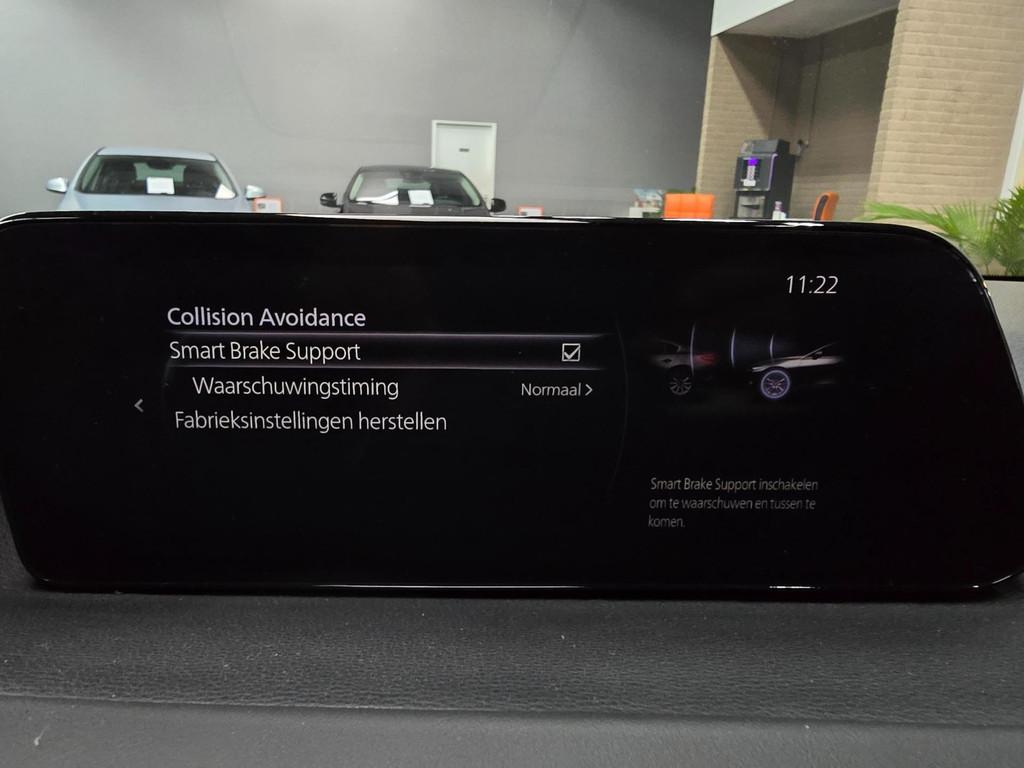 11:22
Collision Avoidance
Smart Brake Support
Waarschuwingstiming Normaal >
Fabrieksinstellingen herstellen
Smart Brake Support inschakelen
om te waarschuwen en tussen te
komen.